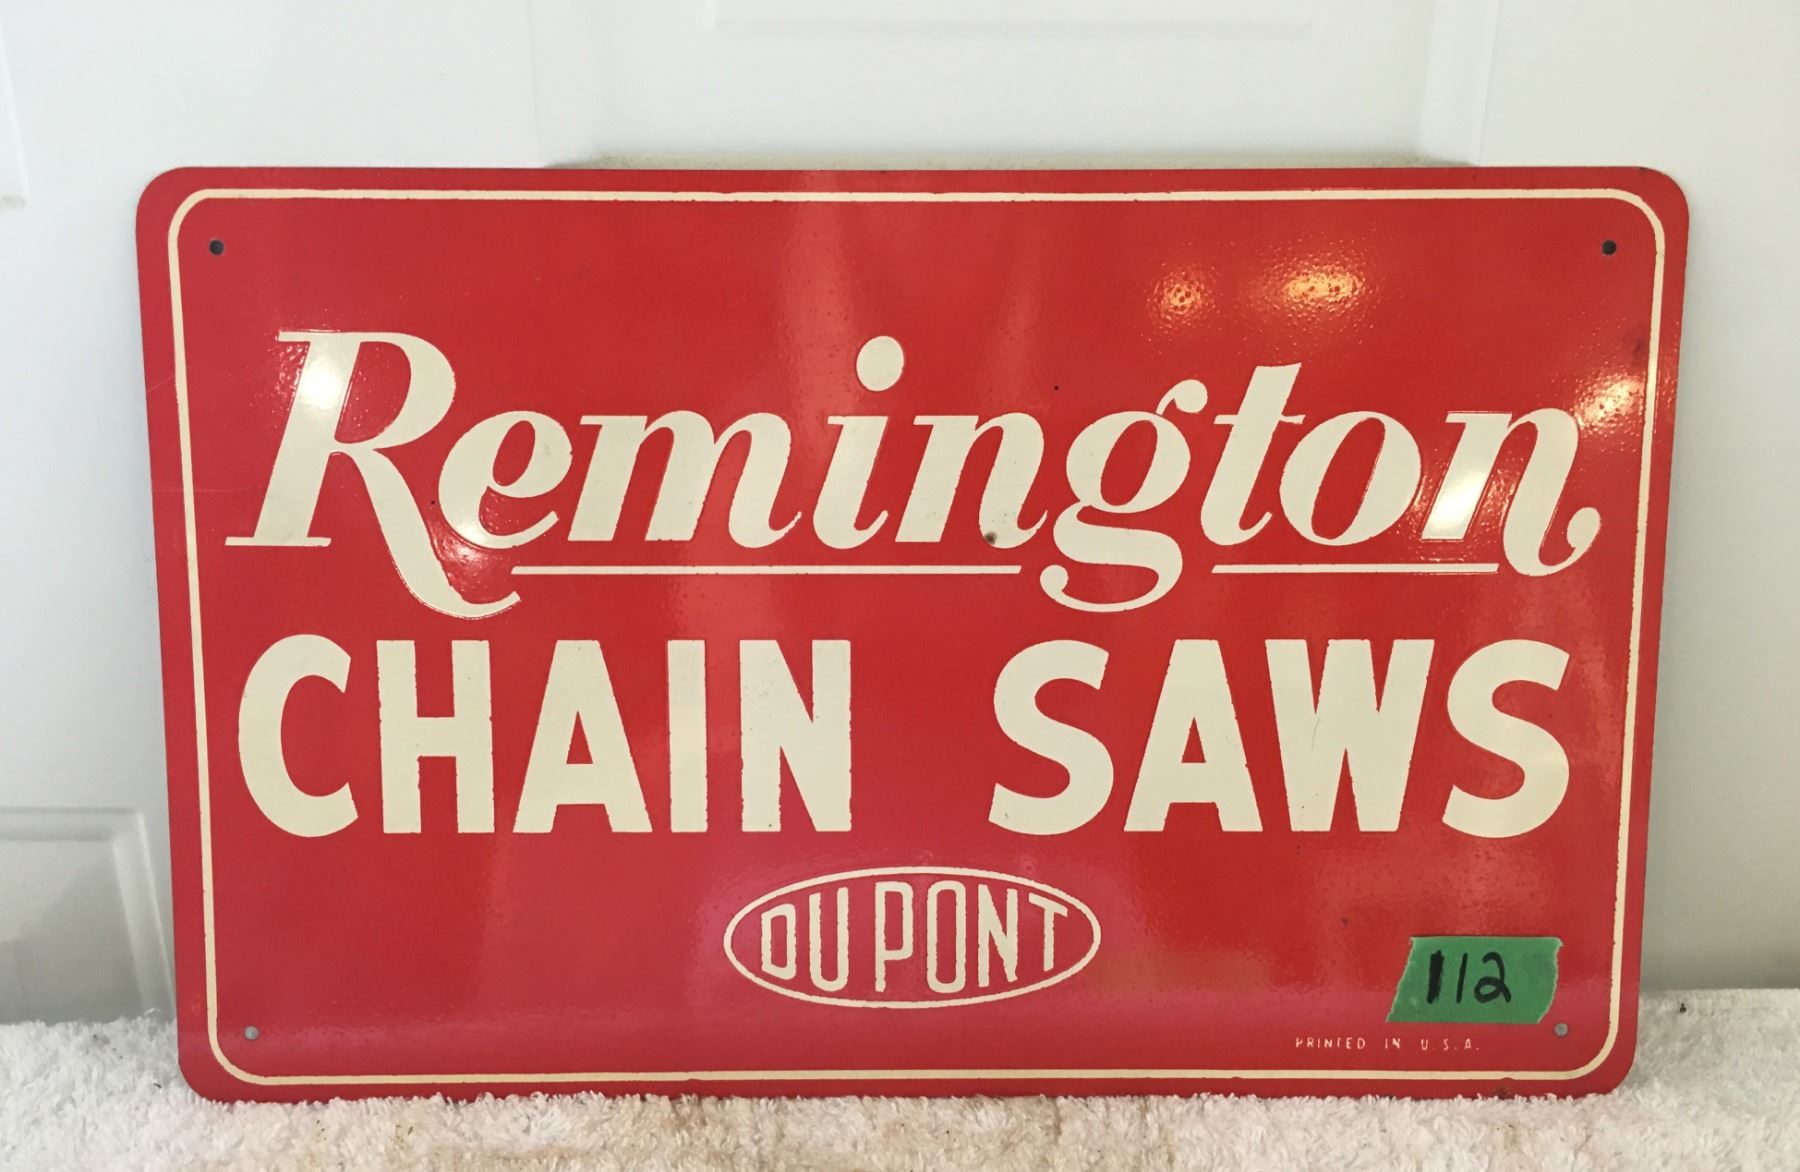 Remington
CHAIN SAWS
DU PONT
112
PRINTED IN U.S.A.